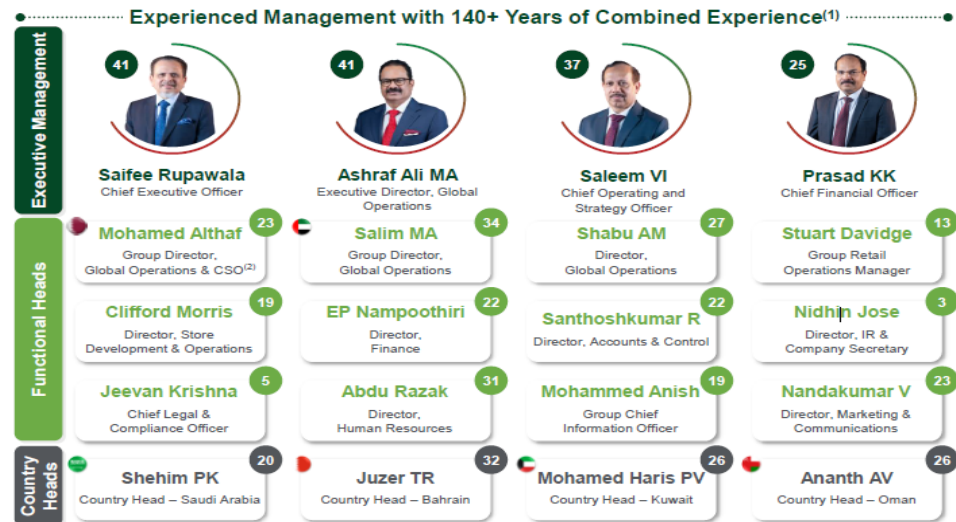 Experienced Management with 140+ Years of Combined Experience(1)
Executive Management
41
41
37
25
Saifee Rupawala
Chief Executive Officer
Ashraf Ali MA
Executive Director, Global
Operations
Saleem VI
Chief Operating and
Strategy Officer
Prasad KK
Chief Financial Officer
Functional Heads
23
Mohamed Althaf
Group Director,
Global Operations & CSO(2)
34
Salim MA
Group Director,
Global Operations
27
Shabu AM
Director,
Global Operations
13
Stuart Davidge
Group Retail
Operations Manager
19
Clifford Morris
Director, Store
Development & Operations
22
EP Nampoothiri
Director,
Finance
22
Santhoshkumar R
Director, Accounts & Control
3
Nidhin Jose
Director, IR &
Company Secretary
5
Jeevan Krishna
Chief Legal &
Compliance Officer
31
Abdu Razak
Director,
Human Resources
19
Mohammed Anish
Group Chief
Information Officer
23
Nandakumar V
Director, Marketing &
Communications
Country
Heads
20
Shehim PK
Country Head – Saudi Arabia
32
Juzer TR
Country Head – Bahrain
26
Mohamed Haris PV
Country Head – Kuwait
26
Ananth AV
Country Head – Oman